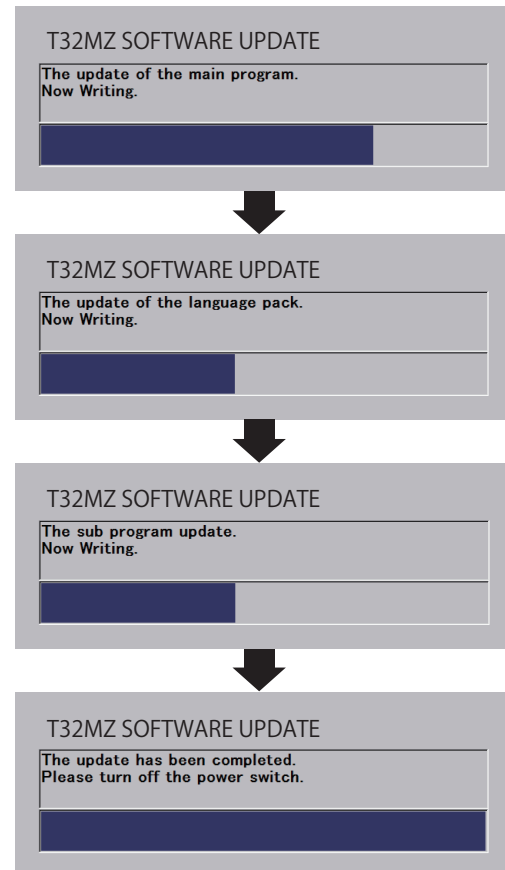 T32MZ SOFTWARE UPDATE
The update of the main program.
Now Writing.
T32MZ SOFTWARE UPDATE
The update of the language pack.
Now Writing.
T32MZ SOFTWARE UPDATE
The sub program update.
Now Writing.
T32MZ SOFTWARE UPDATE
The update has been completed.
Please turn off the power switch.